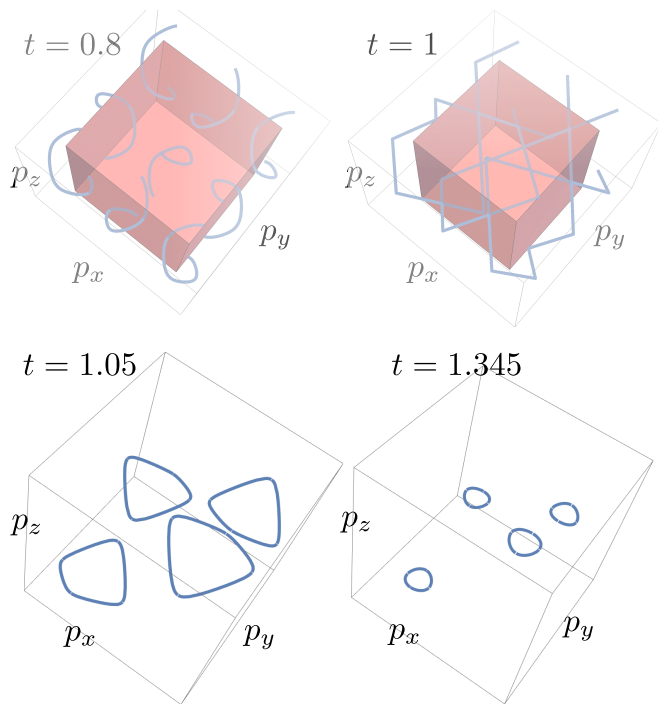 t = 0.8
t = 1
p_z
p_y
p_x
p_z
p_y
p_x
t = 1.05
t = 1.345
p_z
p_x
p_y
p_z
p_x
p_y